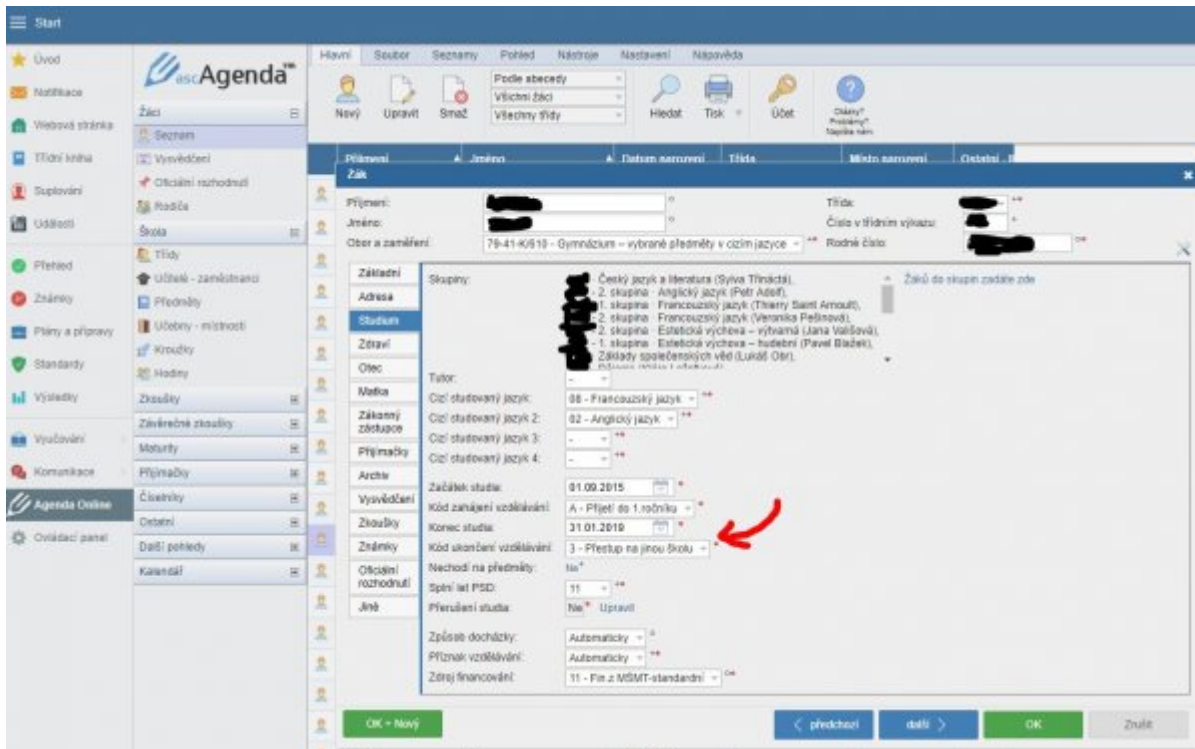 Start
Úvod
Notifikace
Webová stránka
Třídní kniha
Suplování
Události
Přehled
Známky
Plány a přípravy
Standardy
Výsledky
Vyučování
Komunikace
Agenda Online
Ovládací panel
ascAgenda™
Žáci
Seznam
Vysvědčení
Oficiální rozhodnutí
Rodiče
Škola
Třídy
Učitelé - zaměstnanci
Předměty
Učebny - místnosti
Kroužky
Hodiny
Zkoušky
Závěrečné zkoušky
Maturity
Přijímačky
Číselníky
Ostatní
Další pohledy
Kalendář
Hlavní Soubor Seznamy Pohled Nástroje Nastavení Nápověda
Nový Upravit Smaž
Podle abecedy
Všichni žáci
Všechny třídy
Hledat Tisk Účet
Problémy?
Napište nám
Příjmení Jméno Datum narození Třída Místo narození
Žák
Příjmení: Třída:
Jméno: Číslo v třídním výkazu:
Obor a zaměření: 79-41-K/610 - Gymnázium – vybrané předměty v cizím jazyce Rodné číslo:
Základní
Adresa
Studium
Zdraví
Otec
Matka
Zákonný zástupce
Přijímačky
Archiv
Vysvědčení
Zkoušky
Známky
Oficiální rozhodnutí
Jiné
Skupiny:
- Český jazyk a literatura (Sylva Třináctá),
- 2. skupina - Anglický jazyk (Petr Adolf),
1. skupina - Francouzský jazyk (Thierry Saint Arnoult),
- 2. skupina - Francouzský jazyk (Veronika Pešinová),
- 2. skupina - Estetická výchova – výtvarná (Jana Vališová),
- 1. skupina - Estetická výchova – hudební (Pavel Blažek),
Základy společenských věd (Lukáš Obr),
Žáků do skupin zadáte zde
Tutor: -
Cizí studovaný jazyk: 08 - Francouzský jazyk
Cizí studovaný jazyk 2: 02 - Anglický jazyk
Cizí studovaný jazyk 3: -
Cizí studovaný jazyk 4: -
Začátek studia: 01.09.2015
Kód zahájení vzdělávání: A - Přijetí do 1.ročníku
Konec studia: 31.01.2019
Kód ukončení vzdělávání: 3 - Přestup na jinou školu
Nechodí na předměty: Ne
Splnil let PSD: 11
Přerušení studia: Ne Upravit
Způsob docházky: Automaticky
Příznak vzdělávání: Automaticky
Zdroj financování: 11 - Fin.z MŠMT-standardní
OK + Nový < předchozí další > OK Zrušit